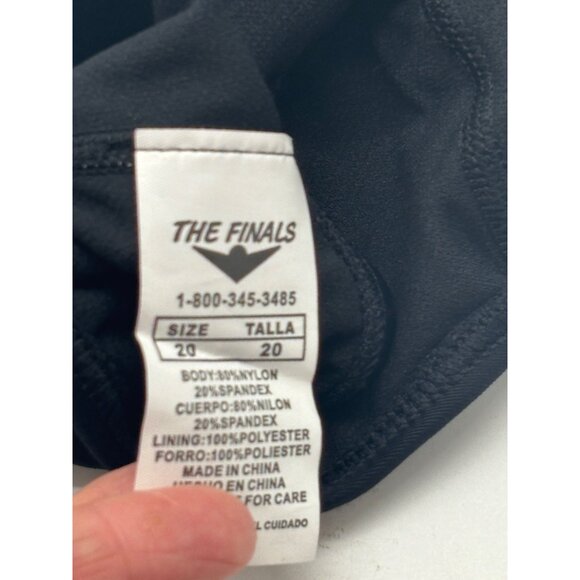 THE FINALS
1-800-345-3485
SIZE TALLA
20 20
BODY:80%NYLON
20%SPANDEX
CUERPO:80%NILON
20%SPANDEX
LINING:100%POLYESTER
FORRO:100%POLIESTER
MADE IN CHINA
HECHO EN CHINA
FOR CARE
CUIDADO